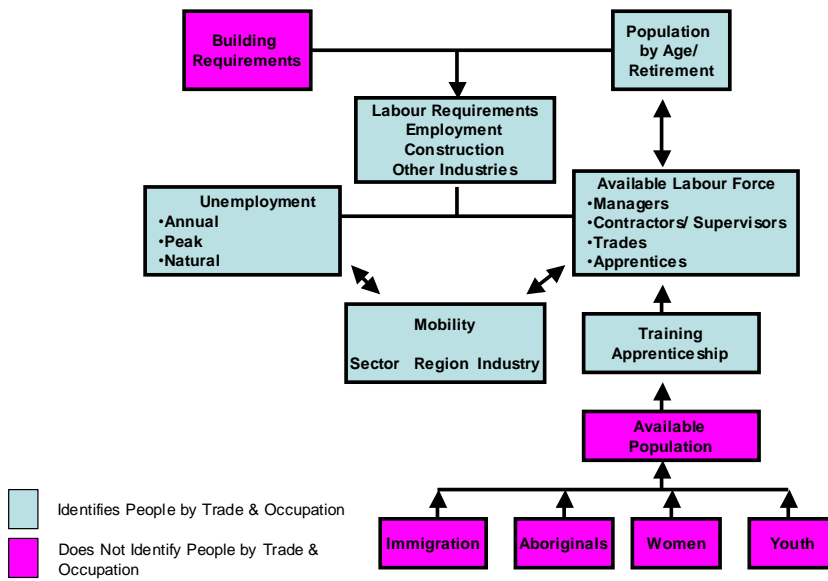 Building
Requirements
Population
by Age/
Retirement
Labour Requirements
Employment
Construction
Other Industries
Unemployment
•Annual
•Peak
•Natural
Available Labour Force
•Managers
•Contractors/ Supervisors
•Trades
•Apprentices
Mobility
Sector Region Industry
Training
Apprenticeship
Available
Population
Immigration
Aboriginals
Women
Youth
Identifies People by Trade & Occupation
Does Not Identify People by Trade &
Occupation